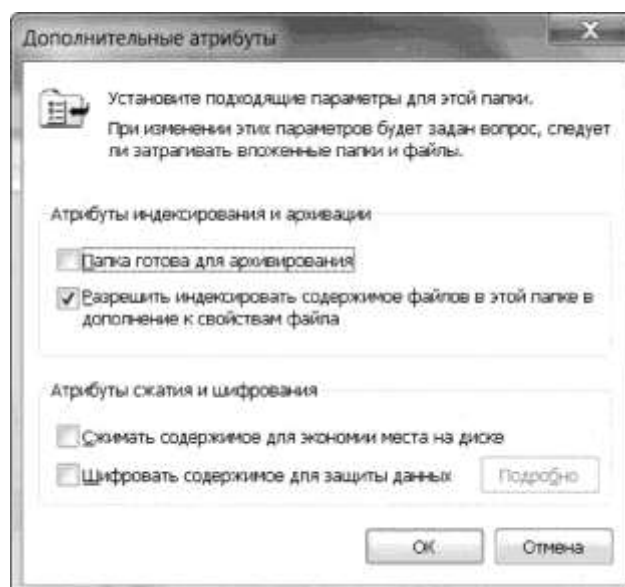 Дополнительные атрибуты
Установите подходящие параметры для этой папки.
При изменении этих параметров будет задан вопрос, следует
ли затрагивать вложенные папки и файлы.
Атрибуты индексирования и архивации
Папка готова для архивирования
Разрешить индексировать содержимое файлов в этой папке в
дополнение к свойствам файла
Атрибуты сжатия и шифрования
Сжимать содержимое для экономии места на диске
Шифровать содержимое для защиты данных Подробно
ОК Отмена